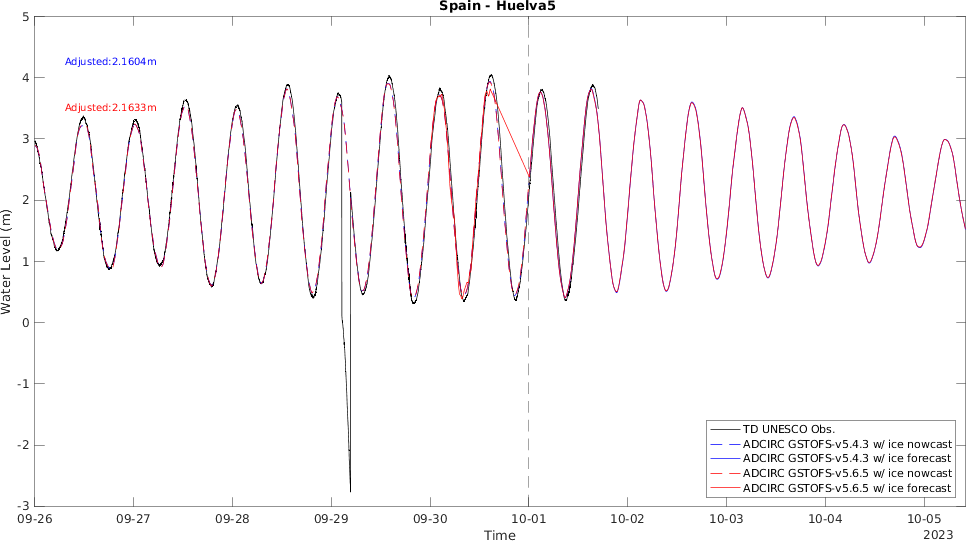 Spain - Huelva5
5
4
3
2
1
0
-1
-2
-3
Water Level (m)
Adjusted:2.1604m
Adjusted:2.1633m
TD UNESCO Obs.
ADCIRC GSTOFS-v5.4.3 w/ ice nowcast
ADCIRC GSTOFS-v5.4.3 w/ ice forecast
ADCIRC GSTOFS-v5.6.5 w/ ice nowcast
ADCIRC GSTOFS-v5.6.5 w/ ice forecast
09-26 09-27 09-28 09-29 09-30 10-01 10-02 10-03 10-04 10-05
Time
2023